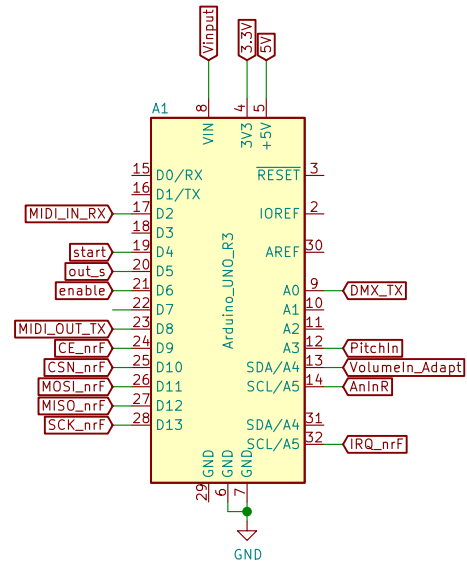 Vinput
3.3V
5V
A1
8
4
5
VIN
3V3
+5V
15 D0/RX
RESET 3
16 D1/TX
MIDI_IN_RX 17 D2
IOREF 2
18 D3
start 19 D4
AREF 30
out_s 20 D5
enable 21 D6
A0 9 DMX_TX
22 D7
A1 10
MIDI_OUT_TX 23 D8
A2 11
CE_nrF 24 D9
A3 12 PitchIn
CSN_nrF 25 D10
SDA/A4 13 VolumeIn_Adapt
MOSI_nrF 26 D11
SCL/A5 14 AnInR
MISO_nrF 27 D12
SCK_nrF 28 D13
SDA/A4 31
SCL/A5 32 IRQ_nrF
Arduino_UNO_R3
GND
GND
GND
29
6
7
GND